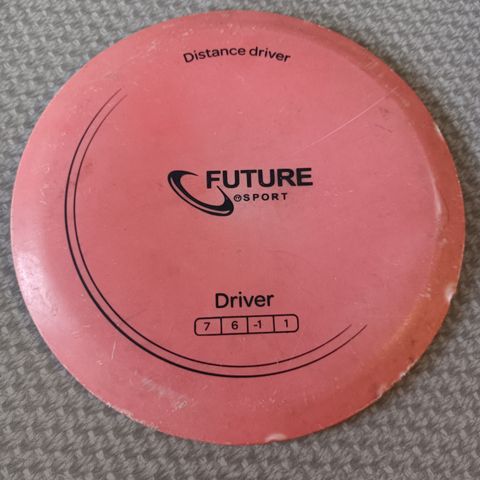 Distance driver
FUTURE
SPORT
Driver
7 6 -1 1